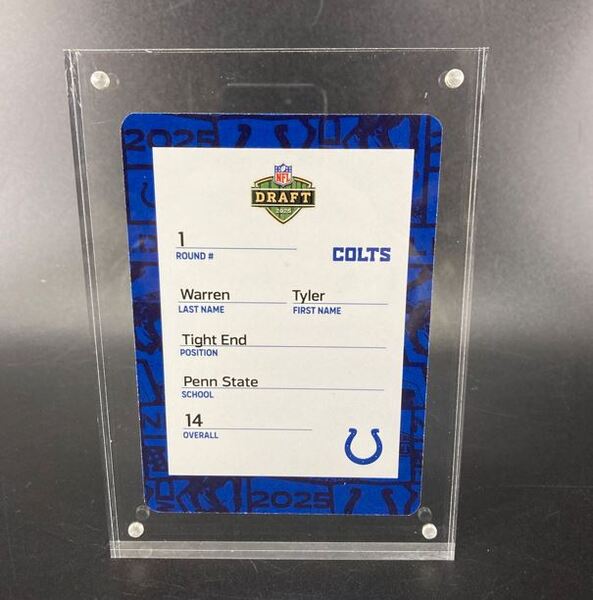 2025
NFL
DRAFT
2025
1
ROUND #
COLTS
Warren Tyler
LAST NAME FIRST NAME
Tight End
POSITION
Penn State
SCHOOL
14
OVERALL
2025